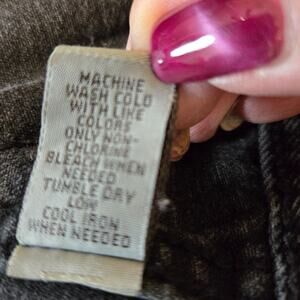 MACHINE
WASH COLD
WITH LIKE
COLORS
ONLY NON-
CHLORINE
BLEACH WHEN
NEEDED
TUMBLE DRY
LOW
COOL IRON
WHEN NEEDED